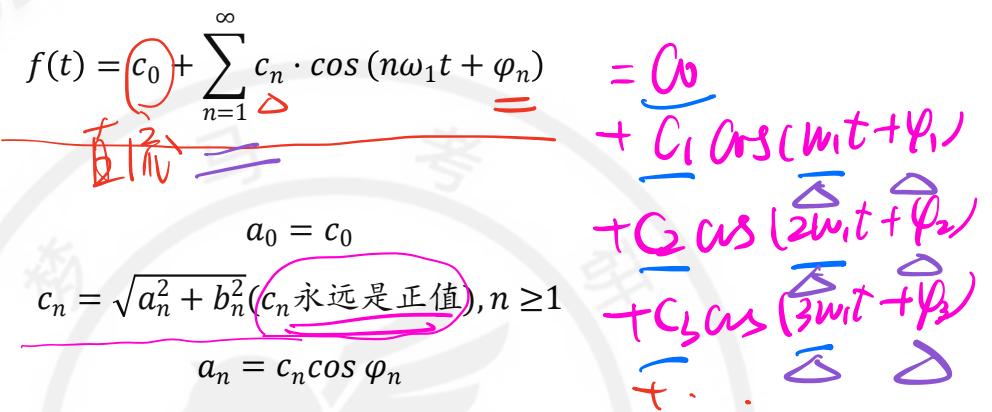 f(t) = c₀ + ∑_{n=1}^{∞} cₙ · cos (nω₁t + φₙ)
直流
a₀ = c₀
cₙ = √(aₙ² + bₙ²)(cₙ永远是正值), n ≥1
aₙ = cₙcos φₙ
= C₀
+ C₁ cos(ω₁t + φ₁)
+ C₂ cos (2ω₁t + φ₂)
+ C₃ cos (3ω₁t + φ₃)
+ . .